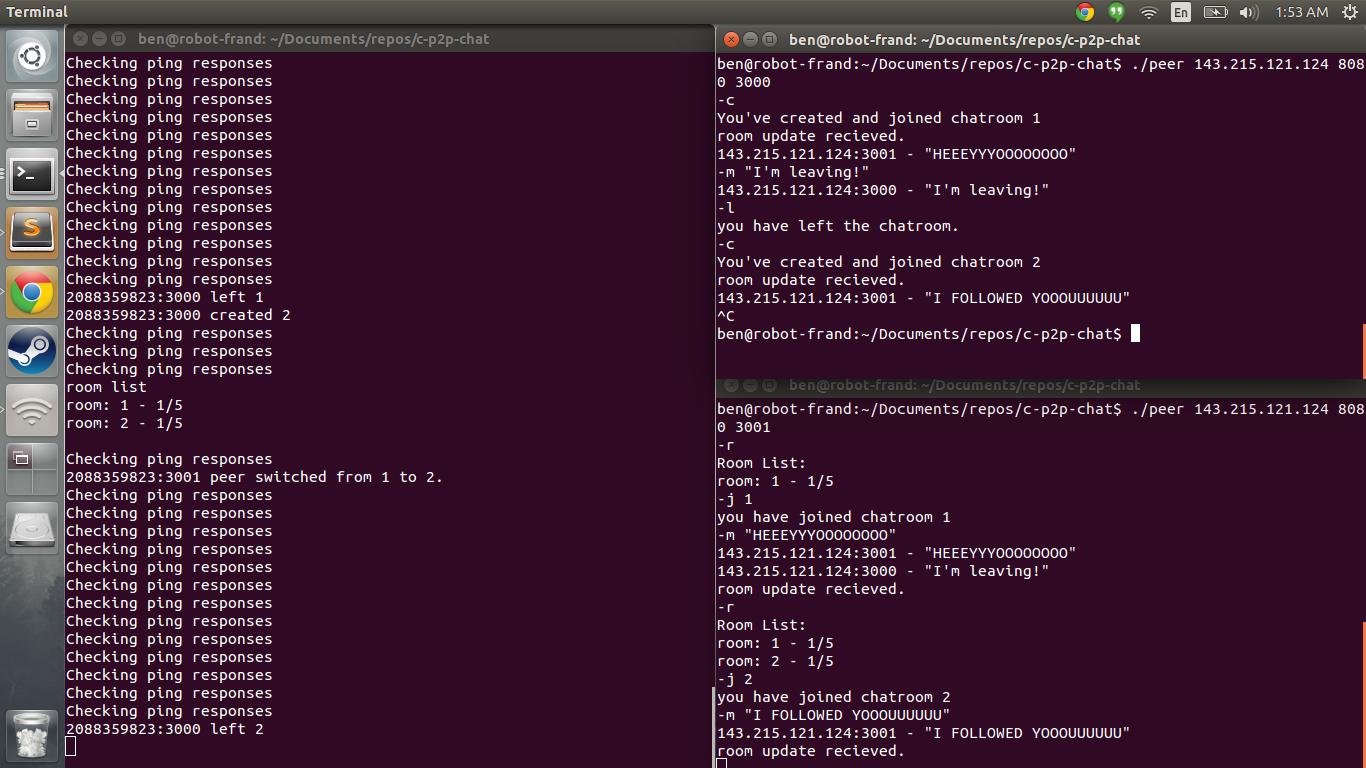 Terminal
En
1:53 AM
ben@robot-frand: ~/Documents/repos/c-p2p-chat
Checking ping responses
Checking ping responses
Checking ping responses
Checking ping responses
Checking ping responses
Checking ping responses
Checking ping responses
Checking ping responses
Checking ping responses
Checking ping responses
Checking ping responses
Checking ping responses
Checking ping responses
2088359823:3000 left 1
2088359823:3000 created 2
Checking ping responses
Checking ping responses
Checking ping responses
room list
room: 1 - 1/5
room: 2 - 1/5
Checking ping responses
2088359823:3001 peer switched from 1 to 2.
Checking ping responses
Checking ping responses
Checking ping responses
Checking ping responses
Checking ping responses
Checking ping responses
Checking ping responses
Checking ping responses
Checking ping responses
Checking ping responses
Checking ping responses
Checking ping responses
Checking ping responses
2088359823:3000 left 2
ben@robot-frand: ~/Documents/repos/c-p2p-chat
ben@robot-frand:~/Documents/repos/c-p2p-chat$ ./peer 143.215.121.124 808
0 3000
-c
You've created and joined chatroom 1
room update recieved.
143.215.121.124:3001 - "HEEEYYYOOOOOOOO"
-m "I'm leaving!"
143.215.121.124:3000 - "I'm leaving!"
-l
you have left the chatroom.
-c
You've created and joined chatroom 2
room update recieved.
143.215.121.124:3001 - "I FOLLOWED YOOOUUUUUU"
^C
ben@robot-frand:~/Documents/repos/c-p2p-chat$
ben@robot-frand: ~/Documents/repos/c-p2p-chat
ben@robot-frand:~/Documents/repos/c-p2p-chat$ ./peer 143.215.121.124 808
0 3001
-r
Room List:
room: 1 - 1/5
-j 1
you have joined chatroom 1
-m "HEEEYYYOOOOOOOO"
143.215.121.124:3001 - "HEEEYYYOOOOOOOO"
143.215.121.124:3000 - "I'm leaving!"
room update recieved.
-r
Room List:
room: 1 - 1/5
room: 2 - 1/5
-j 2
you have joined chatroom 2
-m "I FOLLOWED YOOOUUUUUU"
143.215.121.124:3001 - "I FOLLOWED YOOOUUUUUU"
room update recieved.